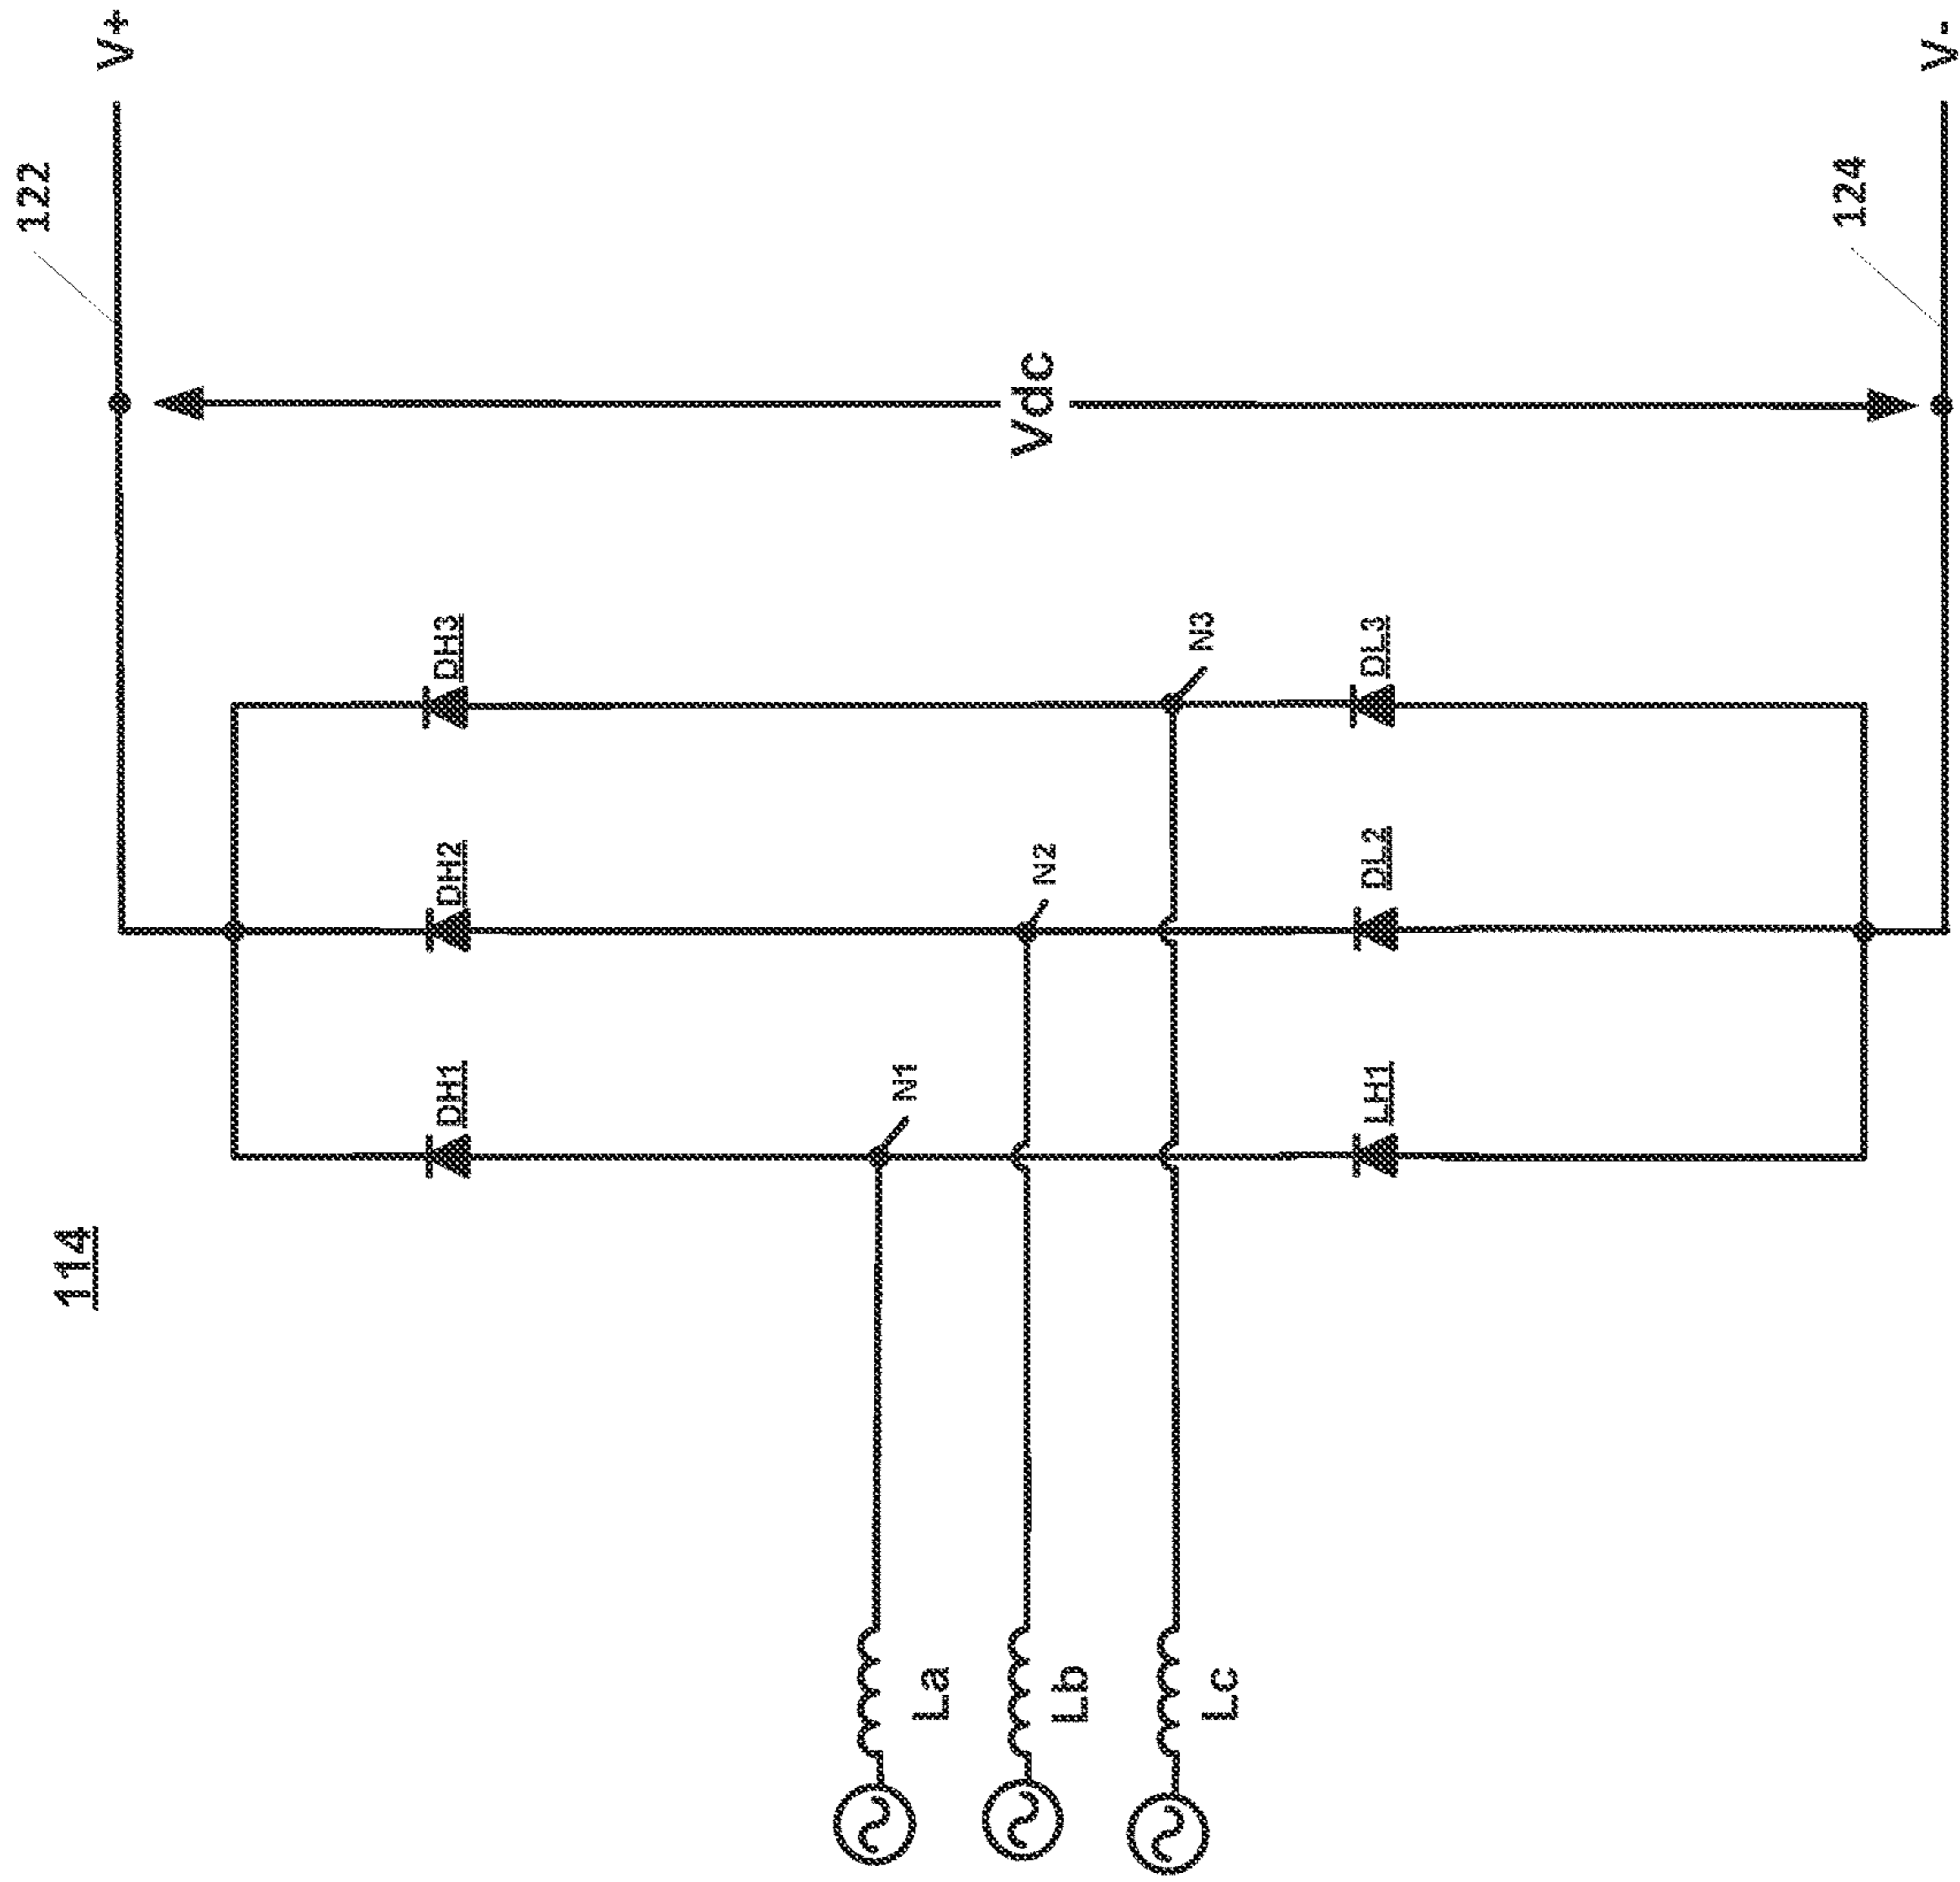 114
122
V+
DH1
DH2
DH3
N1
N2
N3
Vdc
La
Lb
Lc
LH1
DL2
DL3
124
V-